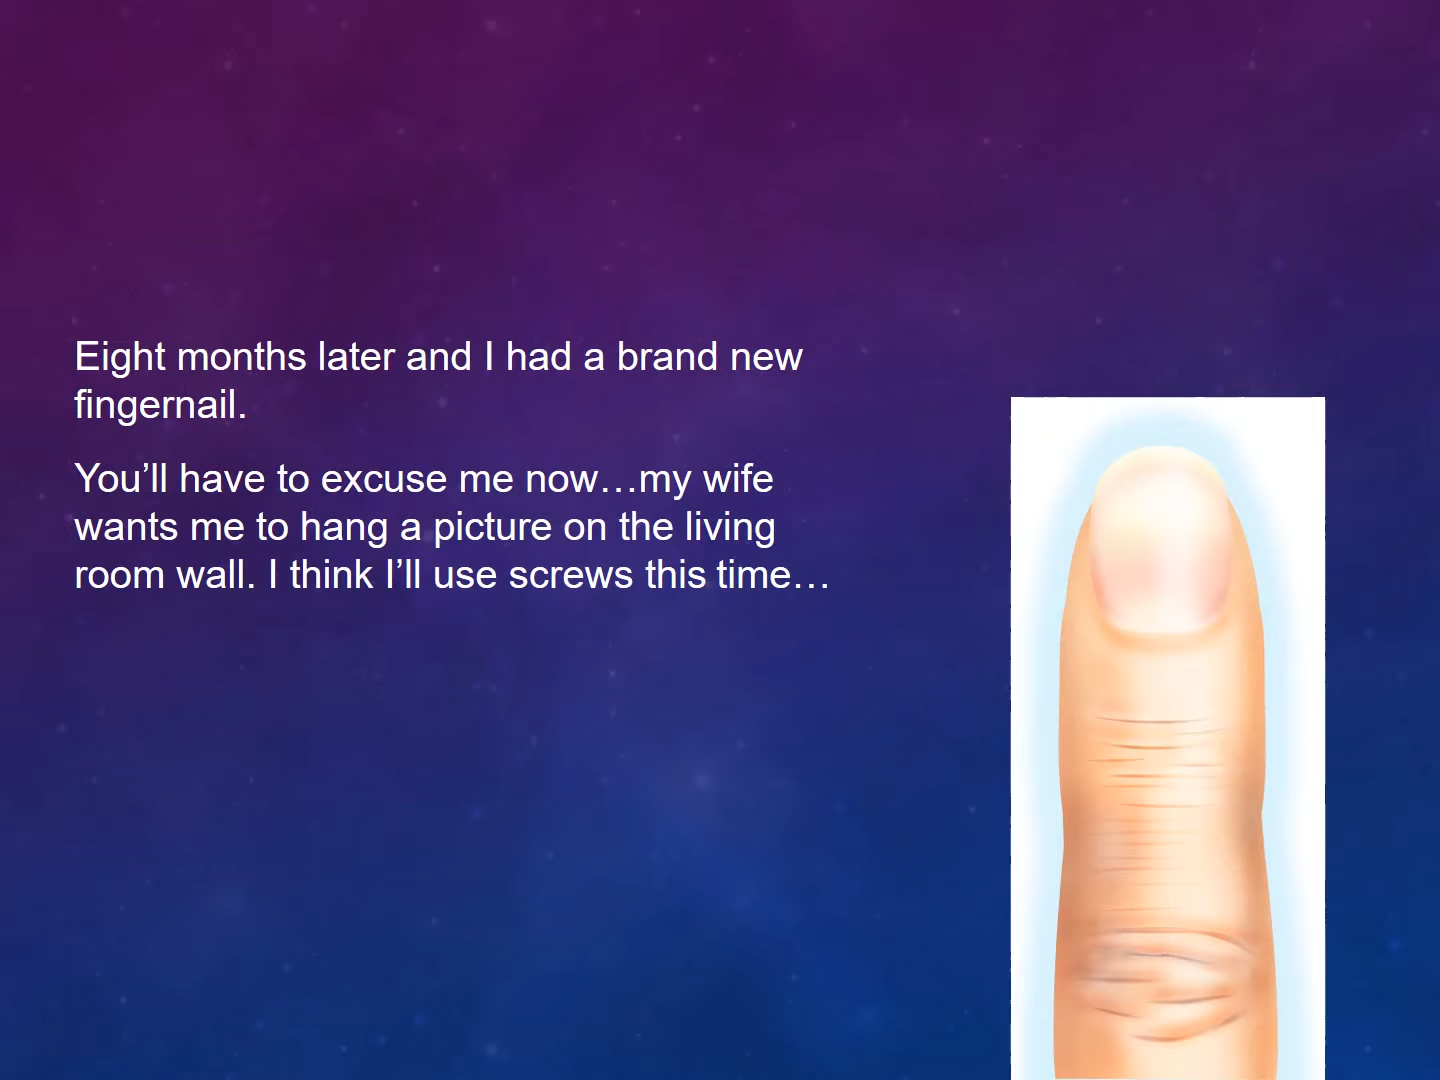 Eight months later and I had a brand new
fingernail.
You’ll have to excuse me now…my wife
wants me to hang a picture on the living
room wall. I think I’ll use screws this time…